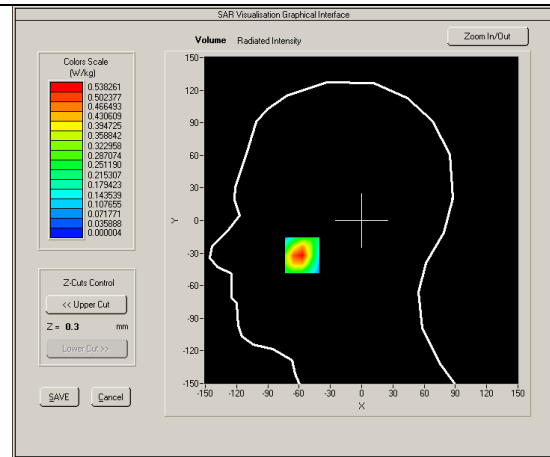 SAR Visualisation Graphical Interface
Volume Radiated Intensity
Zoom In/Out
Colors Scale
(W/kg)
0.538261
0.502377
0.466493
0.430609
0.394725
0.358842
0.322958
0.287074
0.251190
0.215307
0.179423
0.143539
0.107655
0.071771
0.035888
0.000004
Z-Cuts Control
<< Upper Cut
Z = 0.3 mm
Lower Cut >>
SAVE Cancel
150
120
90
60
30
0
-30
-60
-90
-120
-150
Y
-150 -120 -90 -60 -30 0 30 60 90 120 150
X